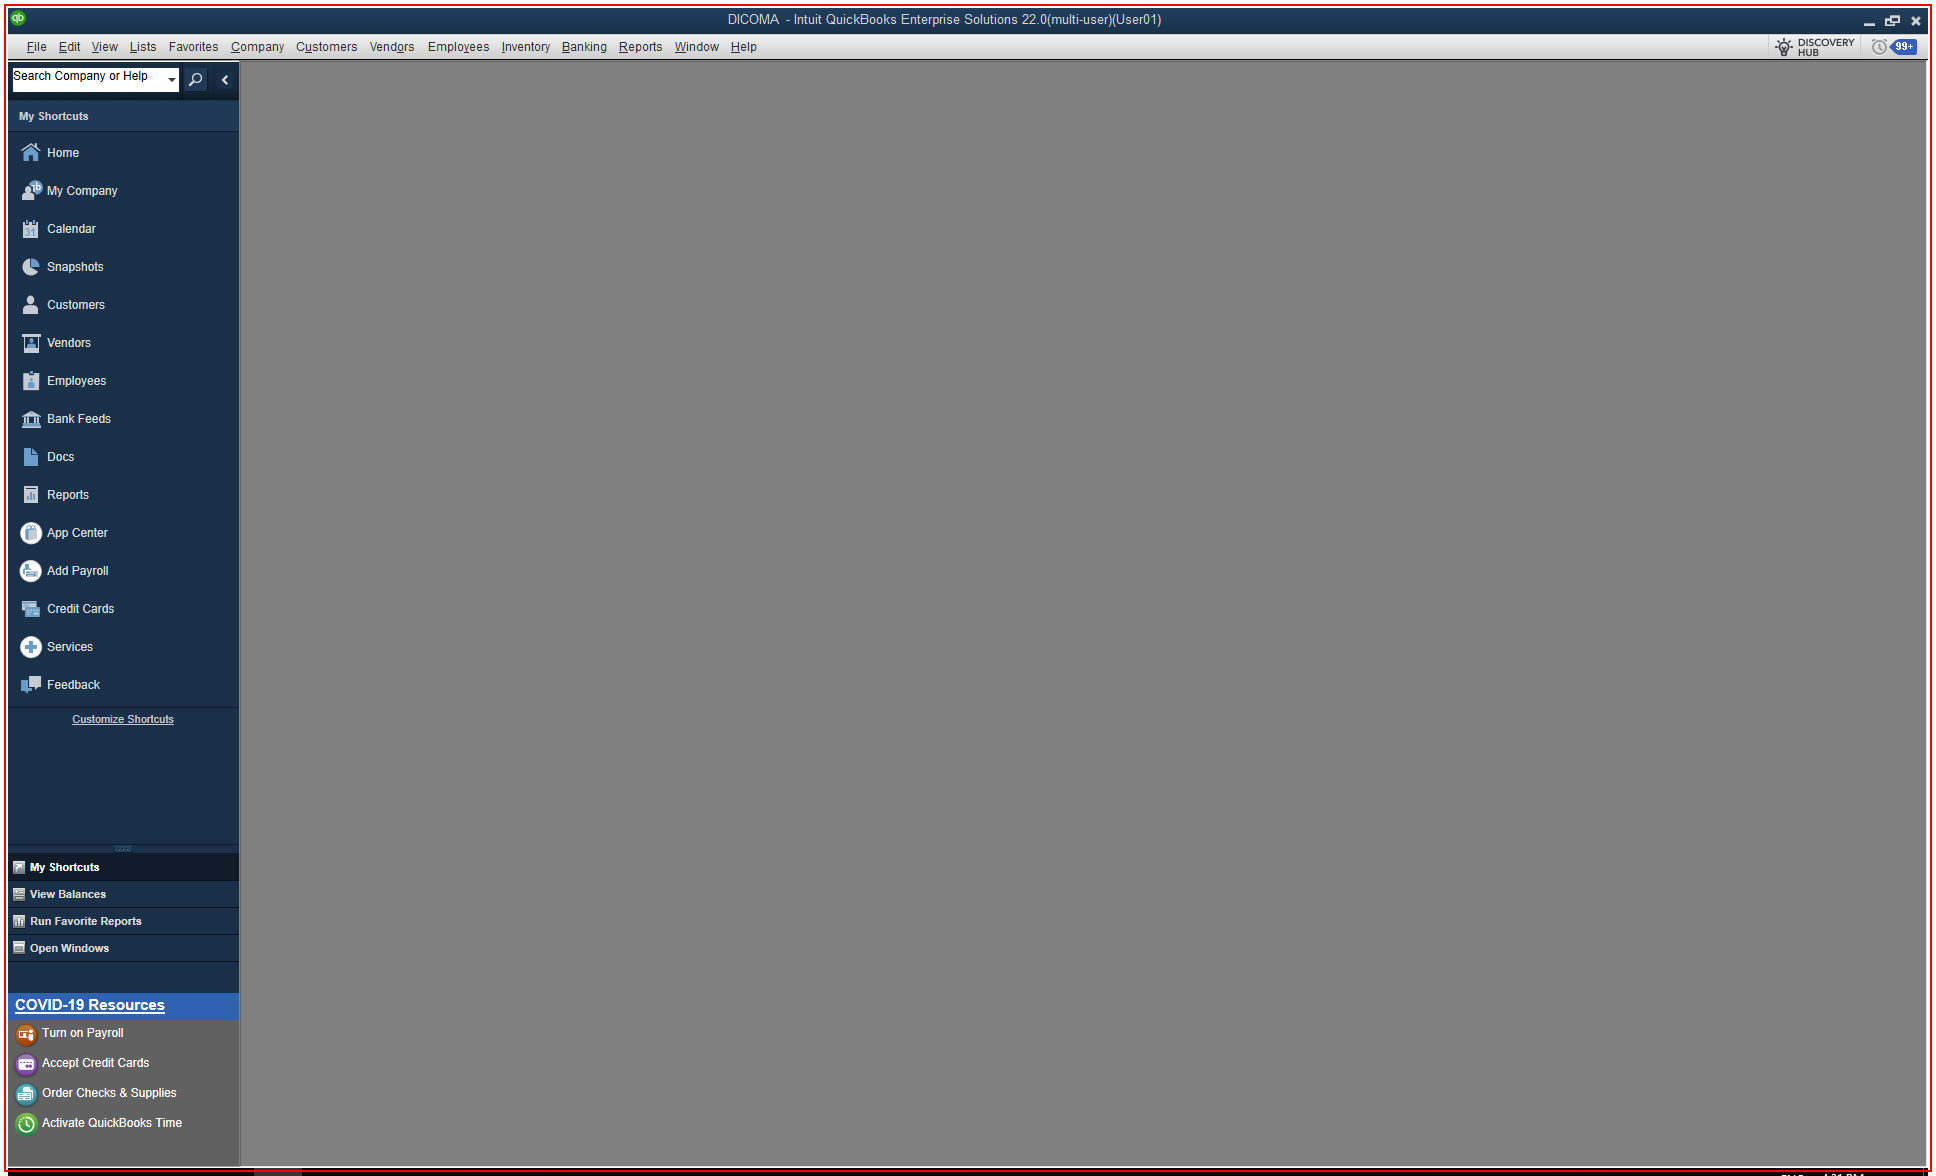 qb
DICOMA - Intuit QuickBooks Enterprise Solutions 22.0(multi-user)(User01)
File Edit View Lists Favorites Company Customers Vendors Employees Inventory Banking Reports Window Help
DISCOVERY
HUB
99+
Search Company or Help
My Shortcuts
Home
My Company
Calendar
Snapshots
Customers
Vendors
Employees
Bank Feeds
Docs
Reports
App Center
Add Payroll
Credit Cards
Services
Feedback
Customize Shortcuts
My Shortcuts
View Balances
Run Favorite Reports
Open Windows
COVID-19 Resources
Turn on Payroll
Accept Credit Cards
Order Checks & Supplies
Activate QuickBooks Time